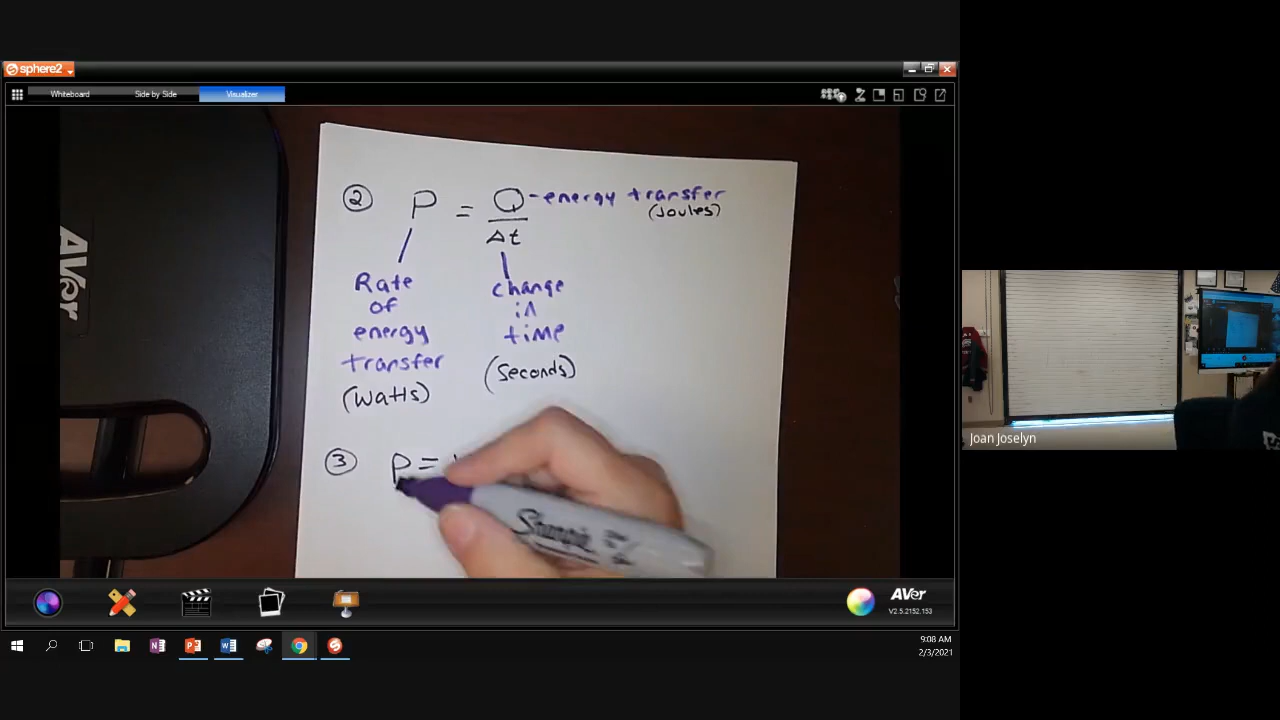 sphere2
Whiteboard
Side by Side
Visualizer
② P = Q - energy transfer
(Joules)
Δt
Rate
of
energy
transfer
(Watts)
change
in
time
(seconds)
③ P =
Sharpie
AVer
AVer
V2.5.2152.153
9:08 AM
2/3/2021
Joan Joselyn